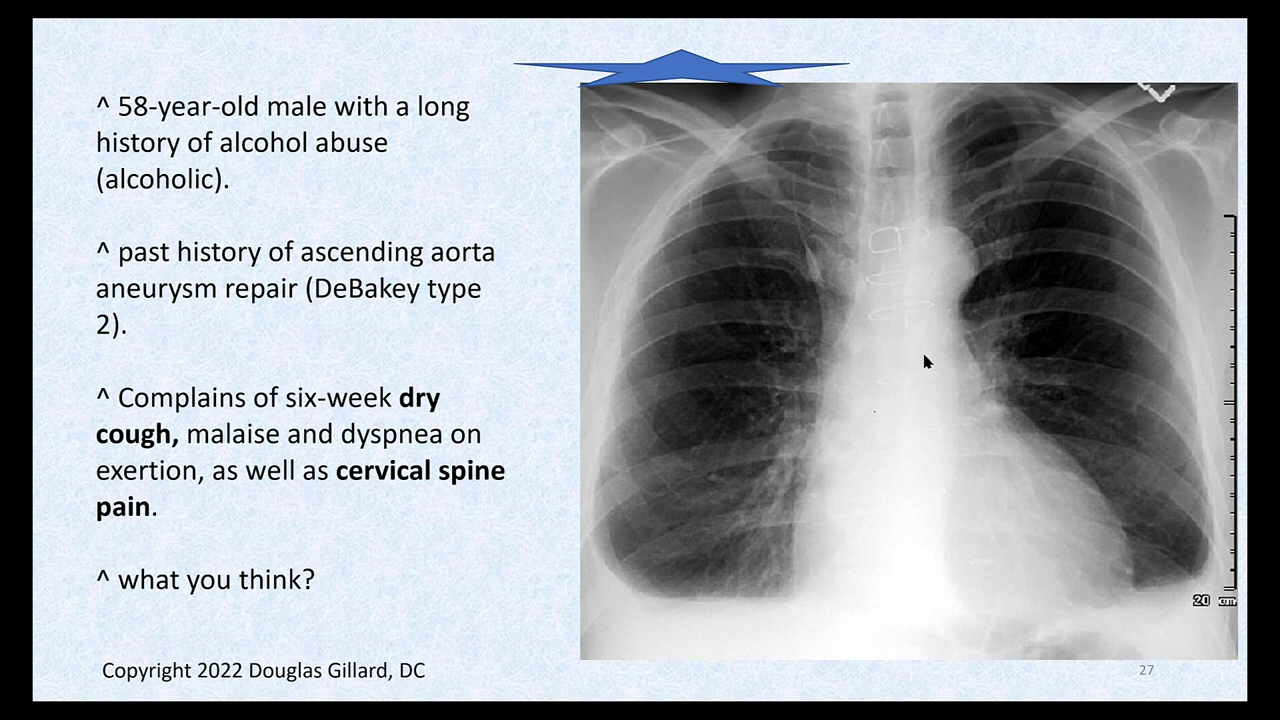 ^ 58-year-old male with a long
history of alcohol abuse
(alcoholic).
^ past history of ascending aorta
aneurysm repair (DeBakey type
2).
^ Complains of six-week dry
cough, malaise and dyspnea on
exertion, as well as cervical spine
pain.
^ what you think?
20 cm
Copyright 2022 Douglas Gillard, DC
27